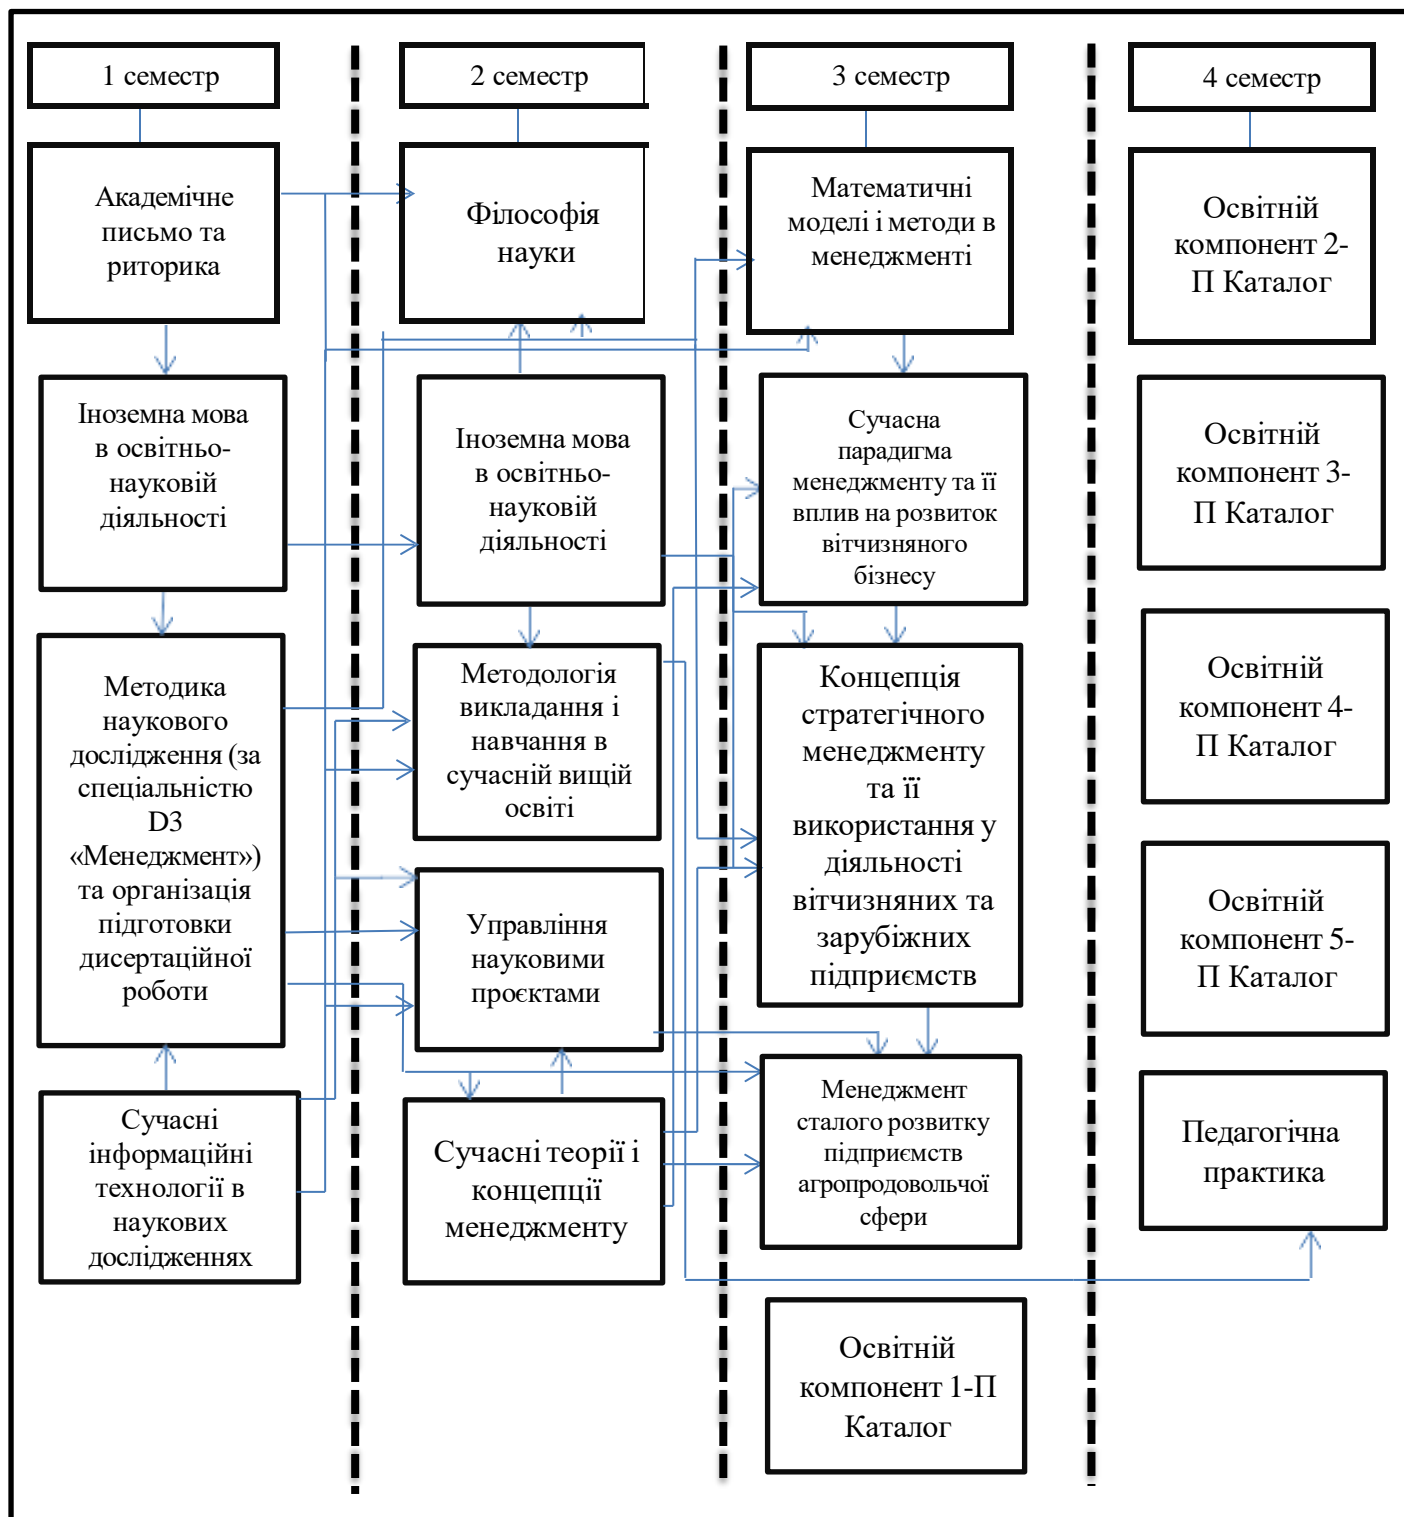 1 семестр
Академічне
письмо та
риторика
Іноземна мова
в освітньо-
науковій
діяльності
Методика
наукового
дослідження (за
спеціальністю
D3
«Менеджмент»)
та організація
підготовки
дисертаційної
роботи
Сучасні
інформаційні
технології в
наукових
дослідженнях
2 семестр
Філософія
науки
Іноземна мова
в освітньо-
науковій
діяльності
Методологія
викладання і
навчання в
сучасній вищій
освіті
Управління
науковими
проєктами
Сучасні теорії і
концепції
менеджменту
3 семестр
Математичні
моделі і методи в
менеджменті
Сучасна
парадигма
менеджменту та її
вплив на розвиток
вітчизняного
бізнесу
Концепція
стратегічного
менеджменту
та її
використання у
діяльності
вітчизняних та
зарубіжних
підприємств
Менеджмент
сталого розвитку
підприємств
агропродовольчої
сфери
Освітній
компонент 1-П
Каталог
4 семестр
Освітній
компонент 2-
П Каталог
Освітній
компонент 3-
П Каталог
Освітній
компонент 4-
П Каталог
Освітній
компонент 5-
П Каталог
Педагогічна
практика